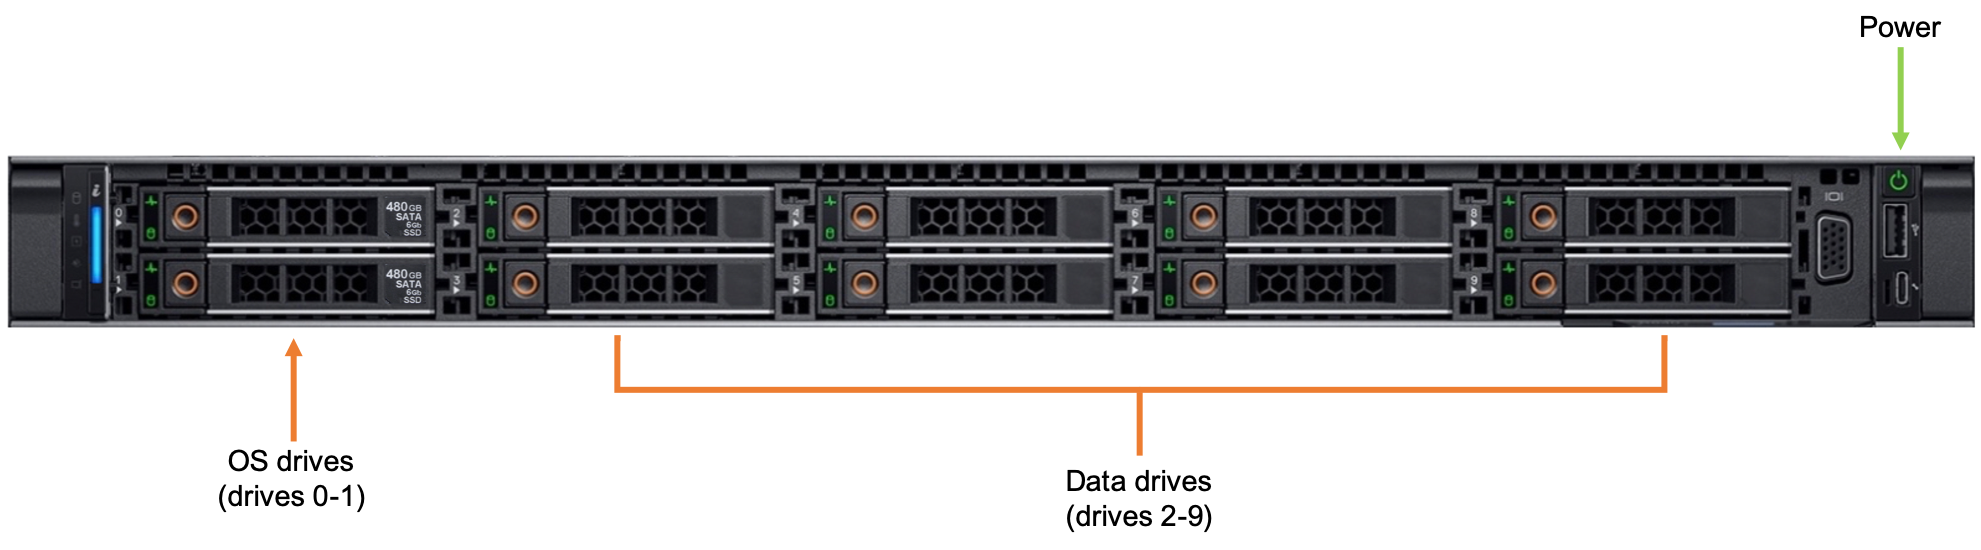 Power
0
480GB
SATA
6Gb
SSD
2
4
6
8
1
480GB
SATA
6Gb
SSD
3
5
7
9
OS drives
(drives 0-1)
Data drives
(drives 2-9)